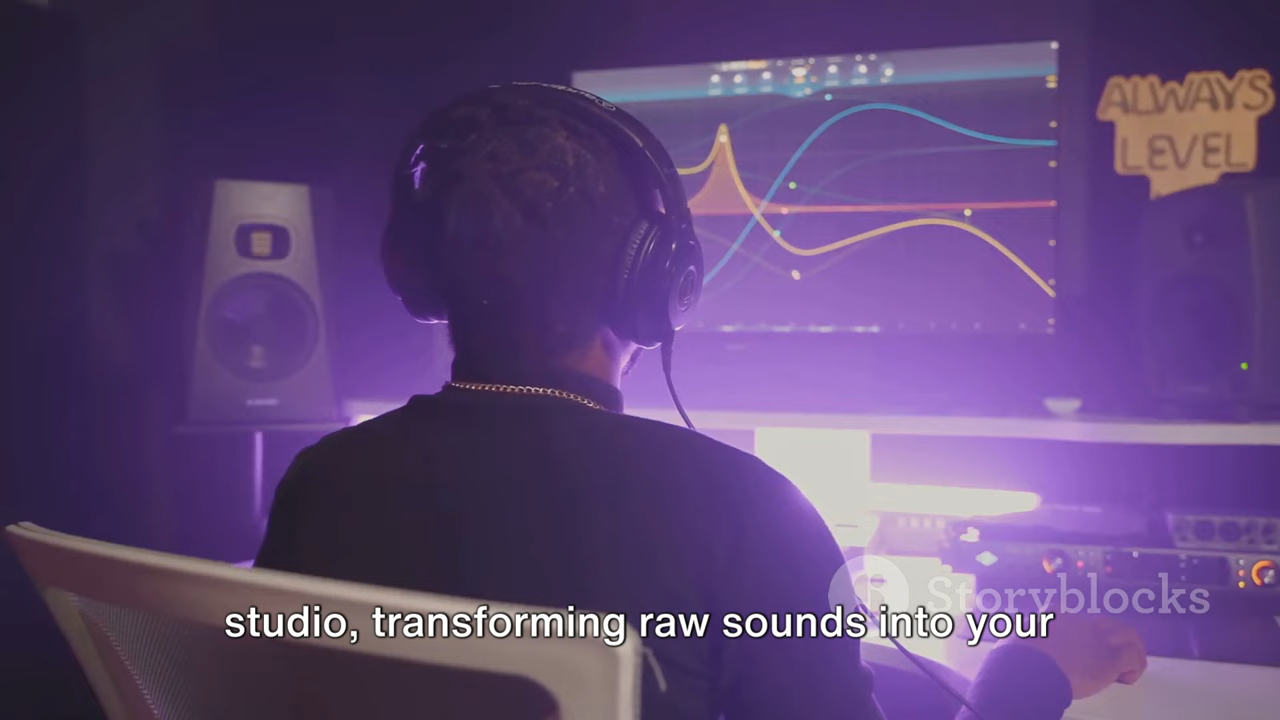 ALWAYS
LEVEL
Storyblocks
studio, transforming raw sounds into your